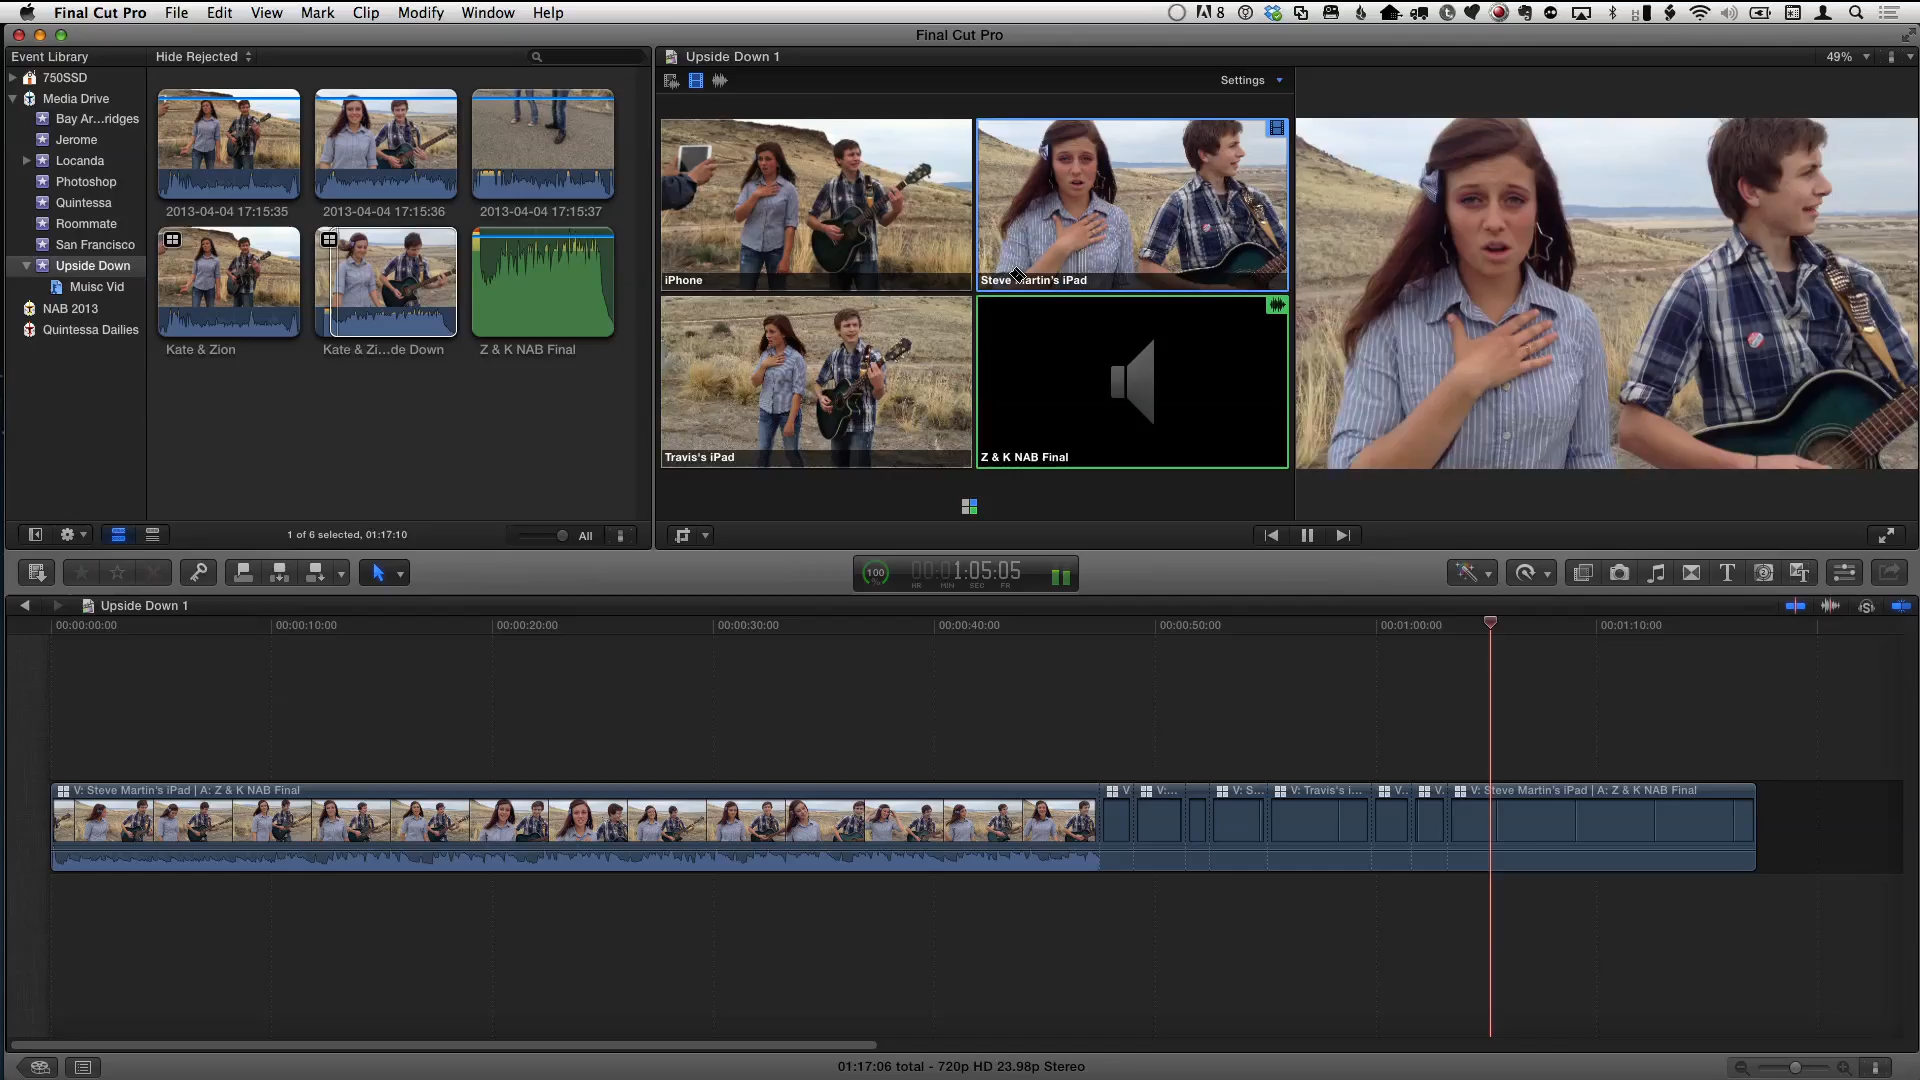 Final Cut Pro File Edit View Mark Clip Modify Window Help
8
Final Cut Pro
Event Library
Hide Rejected
Upside Down 1
49%
750SSD
Media Drive
Bay Ar...ridges
Jerome
Locanda
Photoshop
Quintessa
Roommate
San Francisco
Upside Down
Muisc Vid
NAB 2013
Quintessa Dailies
2013-04-04 17:15:35
2013-04-04 17:15:36
2013-04-04 17:15:37
Kate & Zion
Kate & Zi...de Down
Z & K NAB Final
Settings
iPhone
Steve Martin's iPad
Travis's iPad
Z & K NAB Final
1 of 6 selected, 01:17:10
All
100
%
00:01:05:05
HR MIN SEC FR
Upside Down 1
00:00:00:00
00:00:10:00
00:00:20:00
00:00:30:00
00:00:40:00
00:00:50:00
00:01:00:00
00:01:10:00
V: Steve Martin's iPad | A: Z & K NAB Final
V
V:...
V: S...
V: Travis's i...
V..
V.
V: Steve Martin's iPad | A: Z & K NAB Final
01:17:06 total - 720p HD 23.98p Stereo